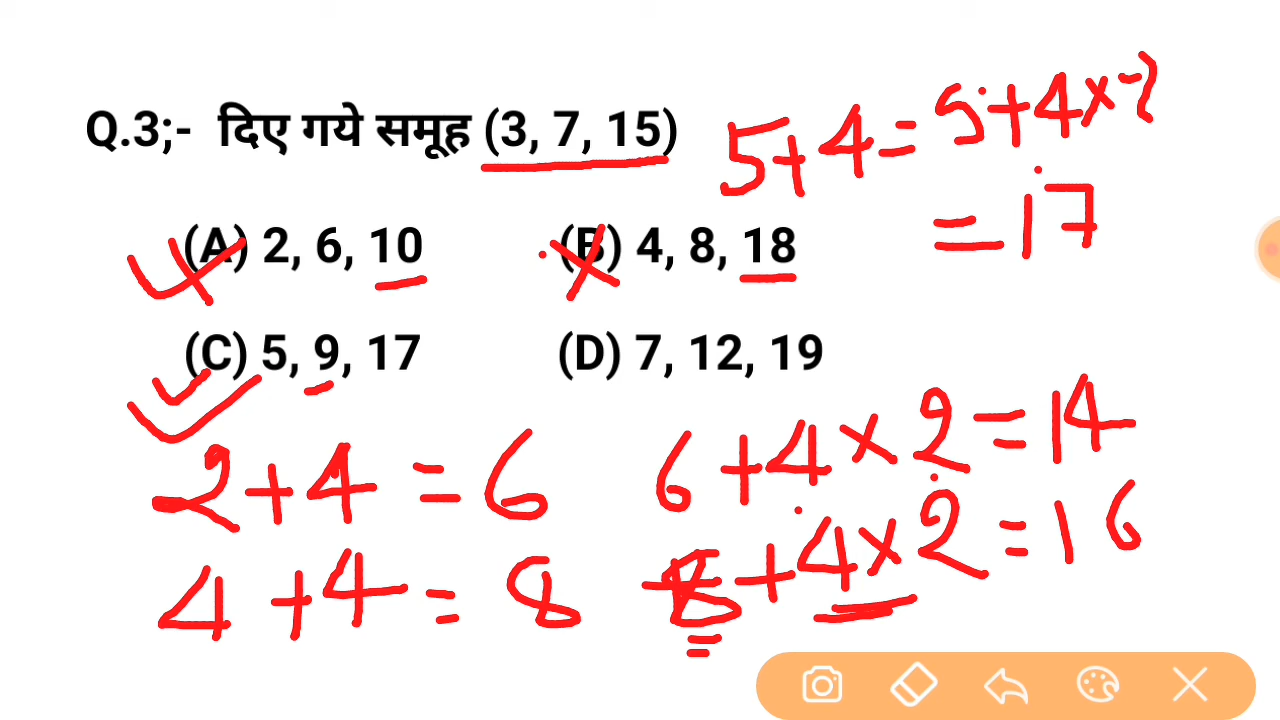 Q.3;- दिए गये समूह (3, 7, 15)
5+4=5+4×2
=17
(A) 2, 6, 10 (B) 4, 8, 18
(C) 5, 9, 17 (D) 7, 12, 19
2+4=6 6+4×2=14
4+4=8 8+4×2=16